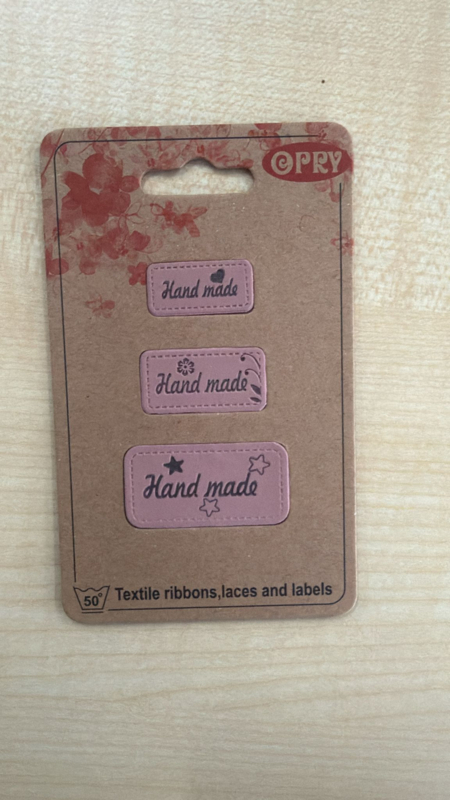 OPRY
Hand made
Hand made
Hand made
50°
Textile ribbons,laces and labels